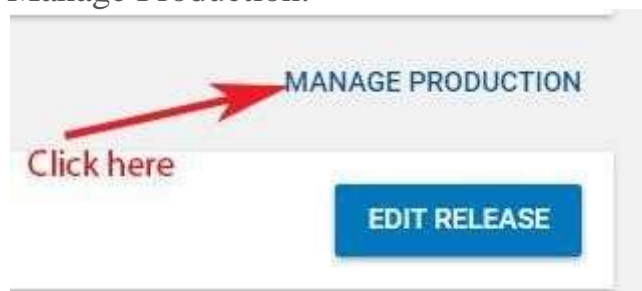 Manage Production.
MANAGE PRODUCTION
Click here
EDIT RELEASE